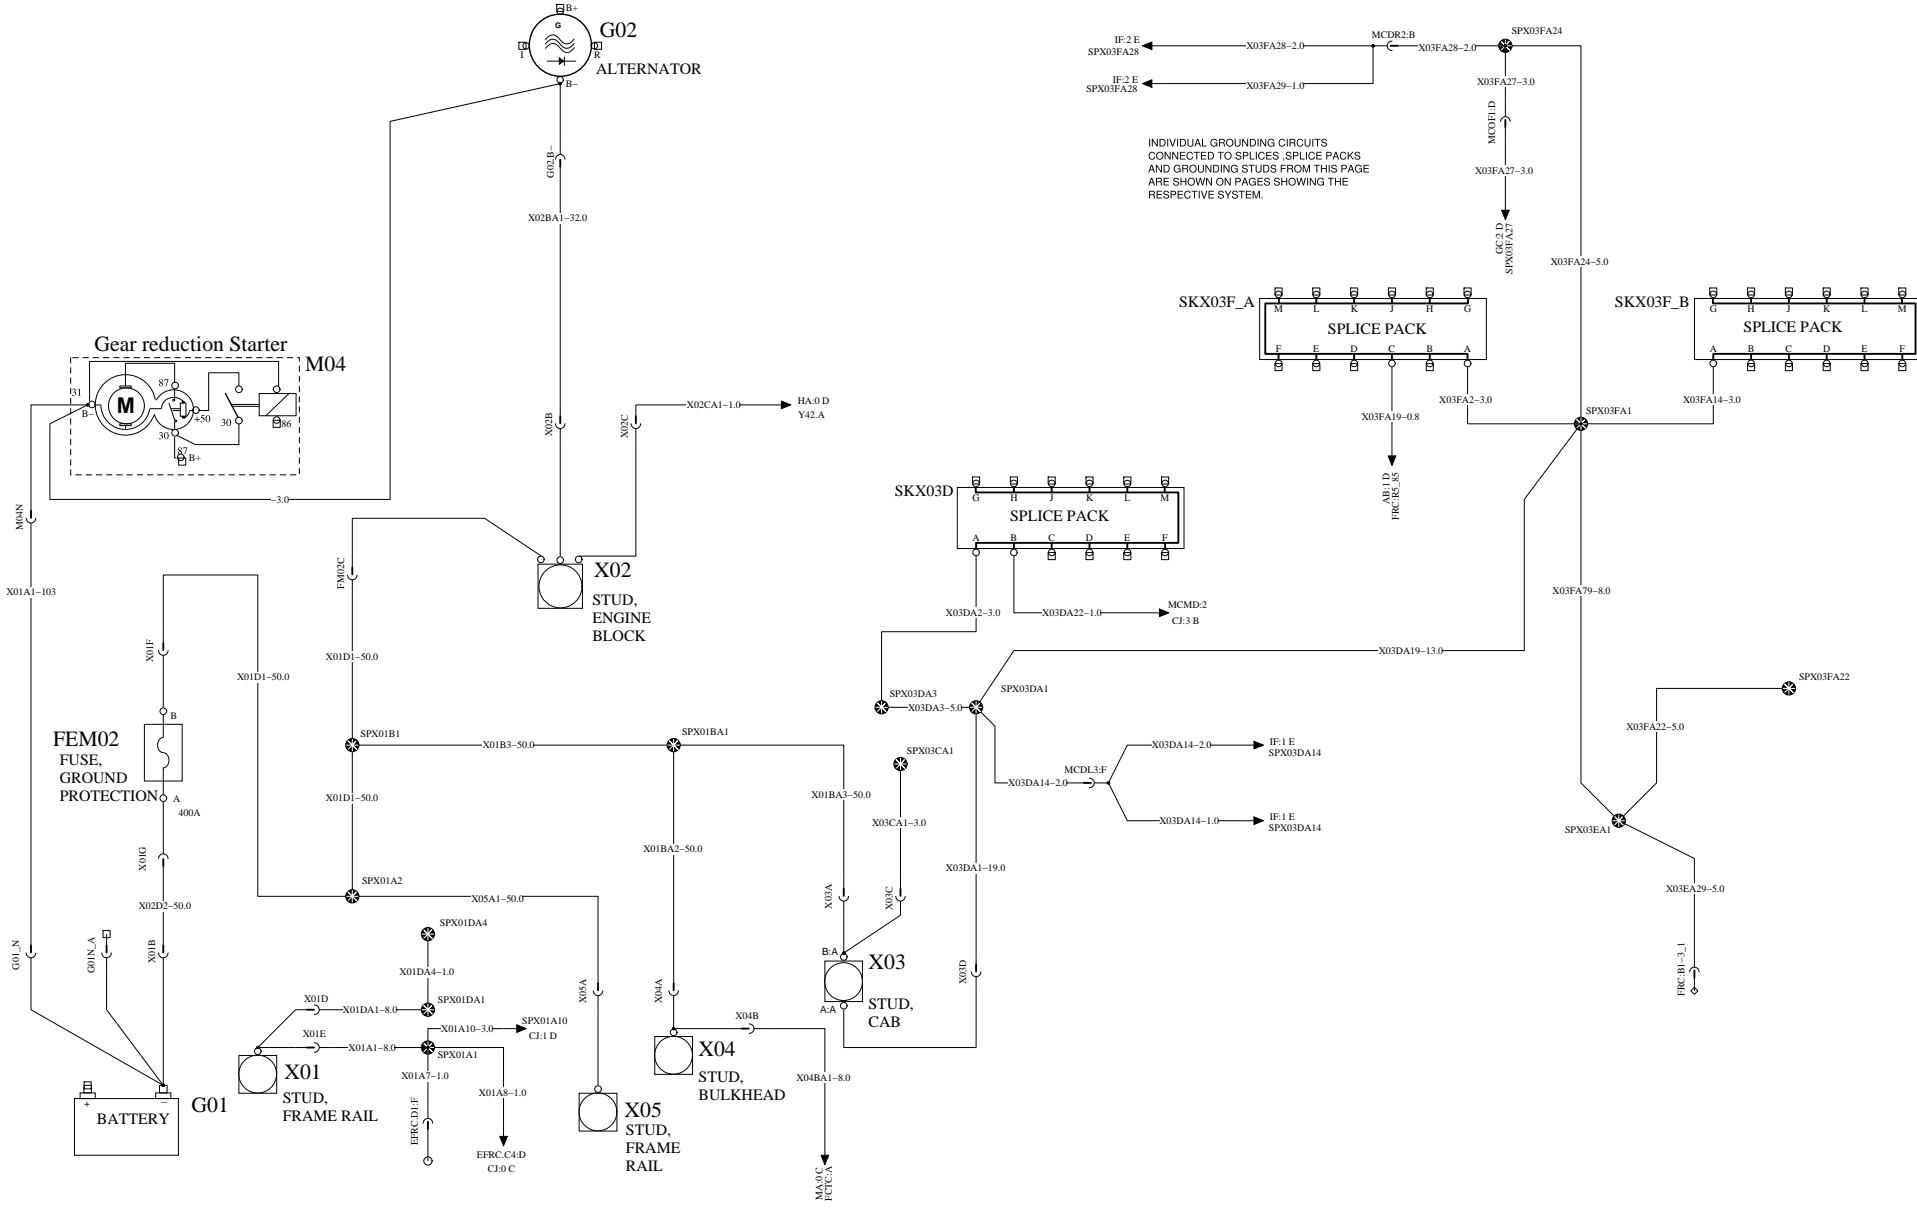 B+
G
G02
I
R
ALTERNATOR
B−
G02.B−
X02BA1−32.0
IF:2 E
SPX03FA28
X03FA28−2.0
MCDR2:B
X03FA28−2.0
SPX03FA24
IF:2 E
SPX03FA28
X03FA29−1.0
X03FA27−3.0
MCOF1:D
INDIVIDUAL GROUNDING CIRCUITS
CONNECTED TO SPLICES ,SPLICE PACKS
AND GROUNDING STUDS FROM THIS PAGE
ARE SHOWN ON PAGES SHOWING THE
RESPECTIVE SYSTEM.
X03FA27−3.0
GC:2 D
SPX03FA27
X03FA24−5.0
SKX03F_A
M L K J H G
SPLICE PACK
F E D C B A
SKX03F_B
G H J K L M
SPLICE PACK
A B C D E F
X03FA19−0.8
X03FA2−3.0
SPX03FA1
X03FA14−3.0
AB:1 D
FRC:R5_85
Gear reduction Starter
M04
31
B−
M
87
+50
30
30
86
87
B+
−3.0
M04N
X01A1−103
X02B
X02C
X02CA1−1.0
HA:0 D
Y42.A
FM02C
X02
STUD,
ENGINE
BLOCK
SKX03D
G H J K L M
SPLICE PACK
A B C D E F
X03DA2−3.0
X03DA22−1.0
MCMD:2
CJ:3 B
X03FA79−8.0
X03DA19−13.0
X01F
X01D1−50.0
X01D1−50.0
SPX03DA3
X03DA3−5.0
SPX03DA1
SPX03FA22
X03FA22−5.0
FEM02
FUSE,
GROUND
PROTECTION
B
A
400A
SPX01B1
X01B3−50.0
SPX01BA1
SPX03CA1
X03DA14−2.0
IF:1 E
SPX03DA14
MCDL3:F
X03DA14−2.0
X03DA14−1.0
IF:1 E
SPX03DA14
X01D1−50.0
X01BA3−50.0
X03CA1−3.0
X01BA2−50.0
X03DA1−19.0
SPX03EA1
X03EA29−5.0
FRC:B1−3_1
X01G
X02D2−50.0
SPX01A2
X05A1−50.0
X03A
X03C
G01_N
G01N_A
X01B
SPX01DA4
X01DA4−1.0
X01D
X01DA1−8.0
SPX01DA1
X01E
X01A1−8.0
X01A10−3.0
SPX01A10
CJ:1 D
SPX01A1
X01A7−1.0
X01A8−1.0
EFRC.D1:F
EFRC.C4:D
CJ:0 C
X05A
X04A
X04B
X04BA1−8.0
B:A
X03
A:A
STUD,
CAB
X03D
X01
STUD,
FRAME RAIL
X04
STUD,
BULKHEAD
X05
STUD,
FRAME
RAIL
MA:0 C
FCTC:A
+
−
BATTERY
G01